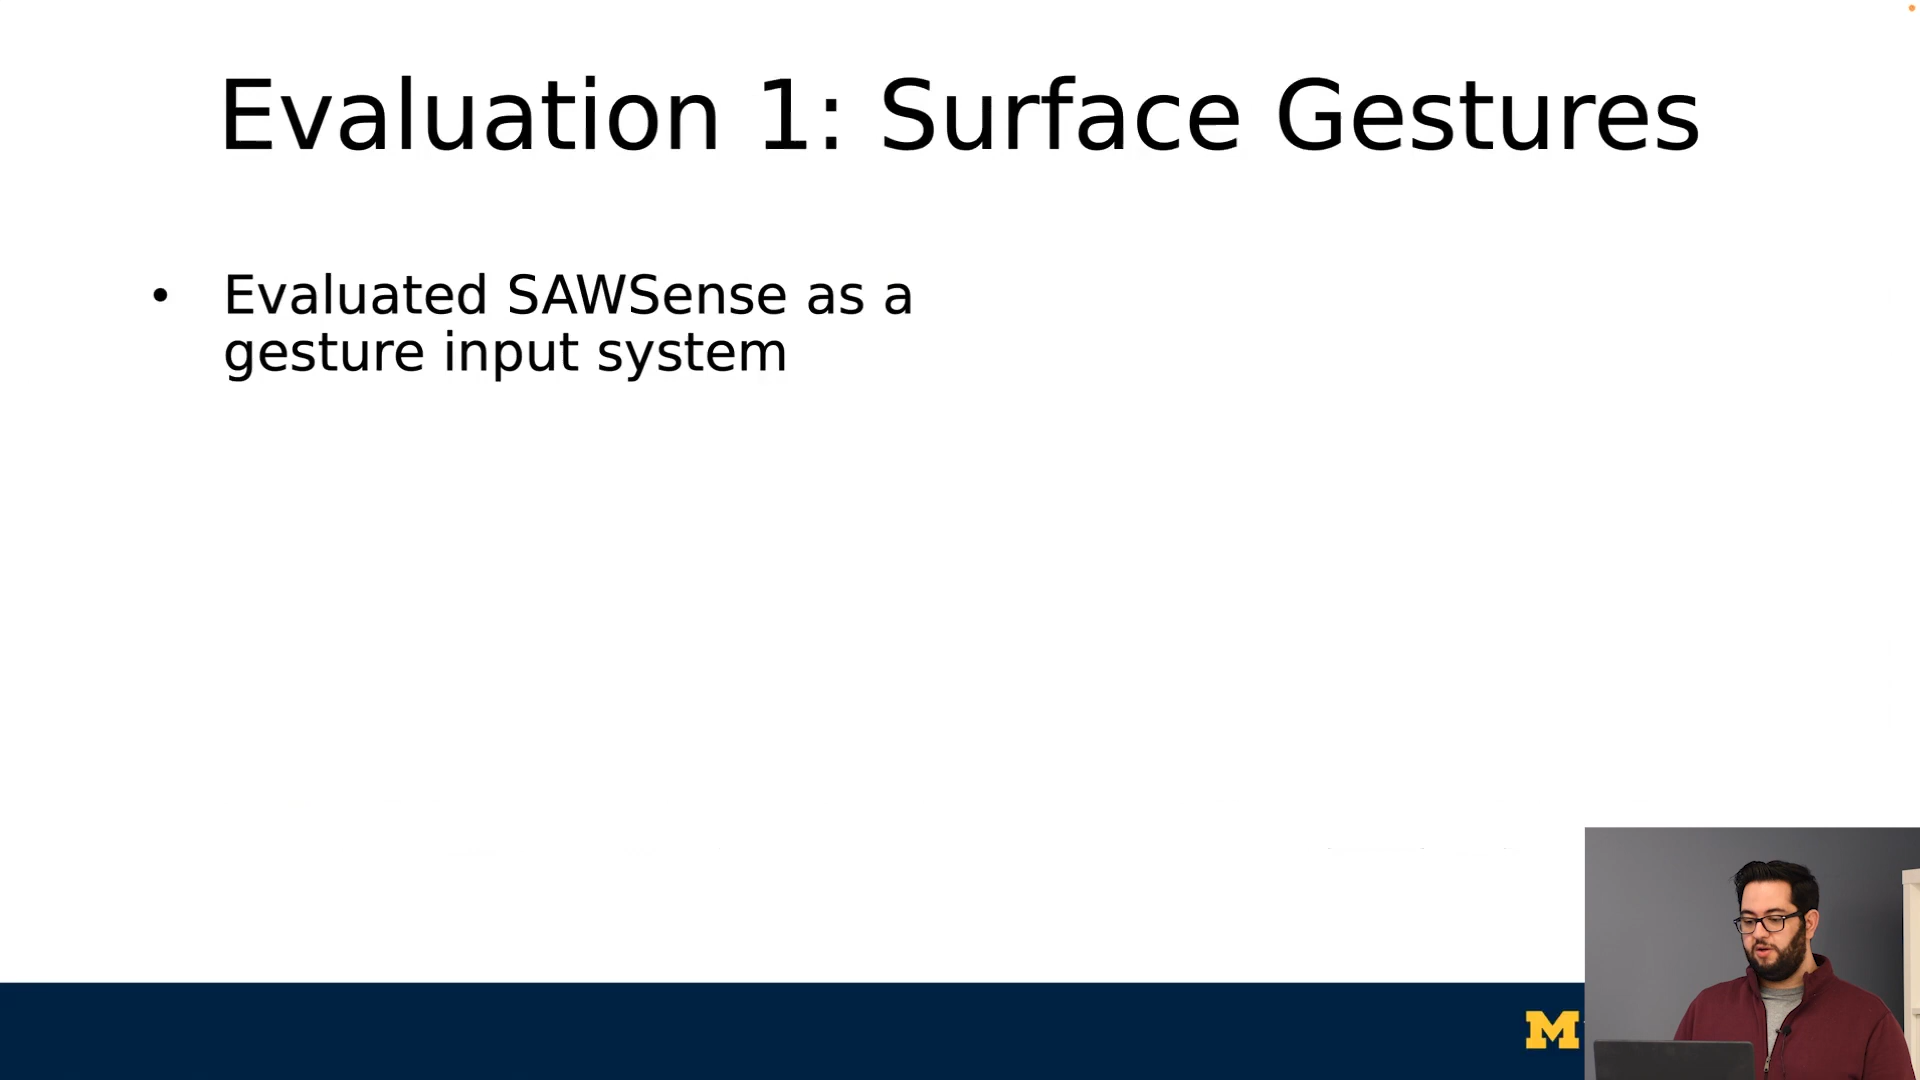 Evaluation 1: Surface Gestures
• Evaluated SAWSense as a
gesture input system
M